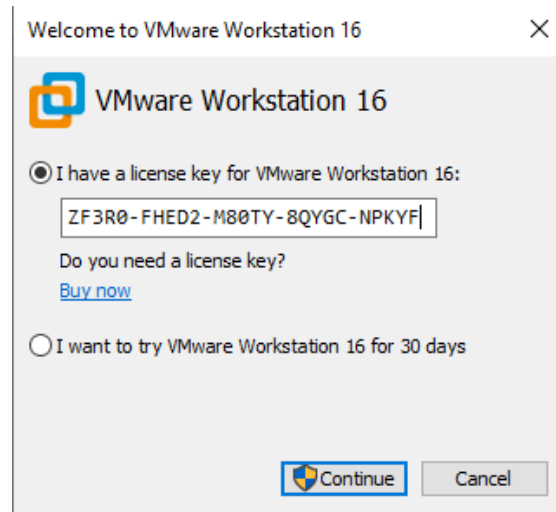 Welcome to VMware Workstation 16
VMware Workstation 16
I have a license key for VMware Workstation 16:
ZF3R0-FHED2-M80TY-8QYGC-NPKYF
Do you need a license key?
Buy now
I want to try VMware Workstation 16 for 30 days
Continue Cancel